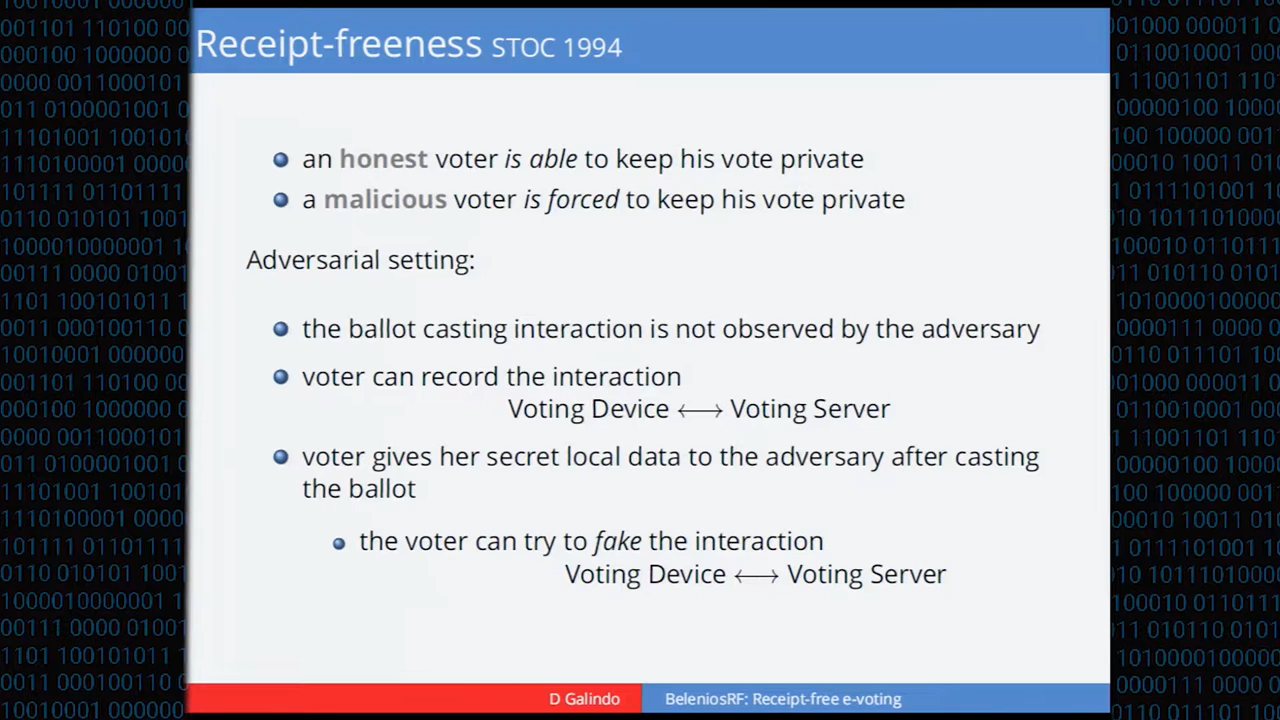 Receipt-freeness STOC 1994
an honest voter is able to keep his vote private
a malicious voter is forced to keep his vote private
Adversarial setting:
the ballot casting interaction is not observed by the adversary
voter can record the interaction
Voting Device ⟷ Voting Server
voter gives her secret local data to the adversary after casting
the ballot
the voter can try to fake the interaction
Voting Device ⟷ Voting Server
D Galindo
BeleniosRF: Receipt-free e-voting